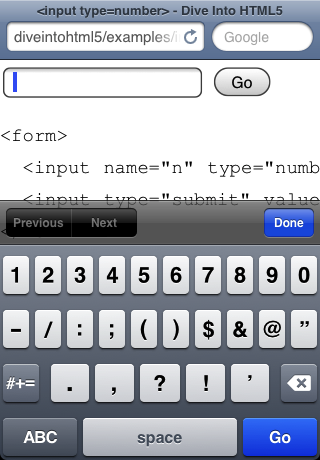 <input type=number> - Dive Into HTML5
diveintohtml5/examples/i
Google
Go
<form>
<input name="n" type="numb
<input type="submit" value
Previous Next Done
1 2 3 4 5 6 7 8 9 0
- / : ; ( ) $ & @ ”
#+= . , ? ! ’
ABC space Go